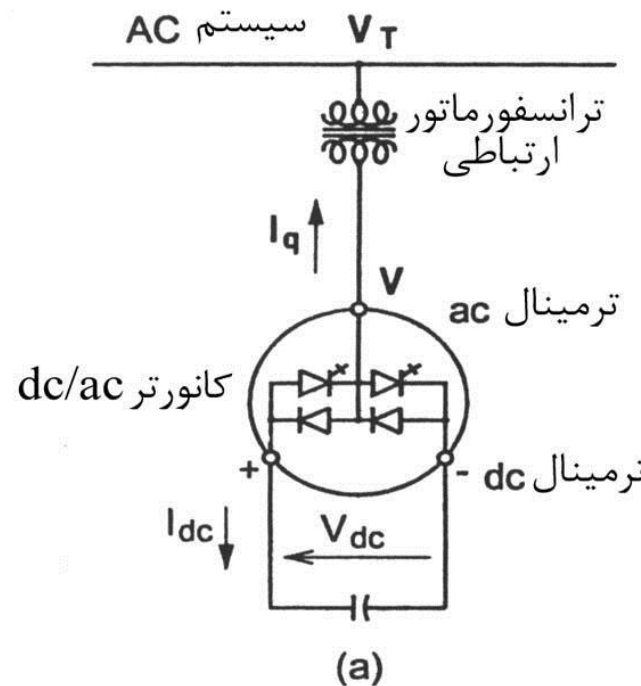 سیستم AC V_T
ترانسفورماتور
ارتباطی
I_q
V
ترمینال ac
کانورتر dc/ac
+
- ترمینال dc
I_dc
V_dc
(a)